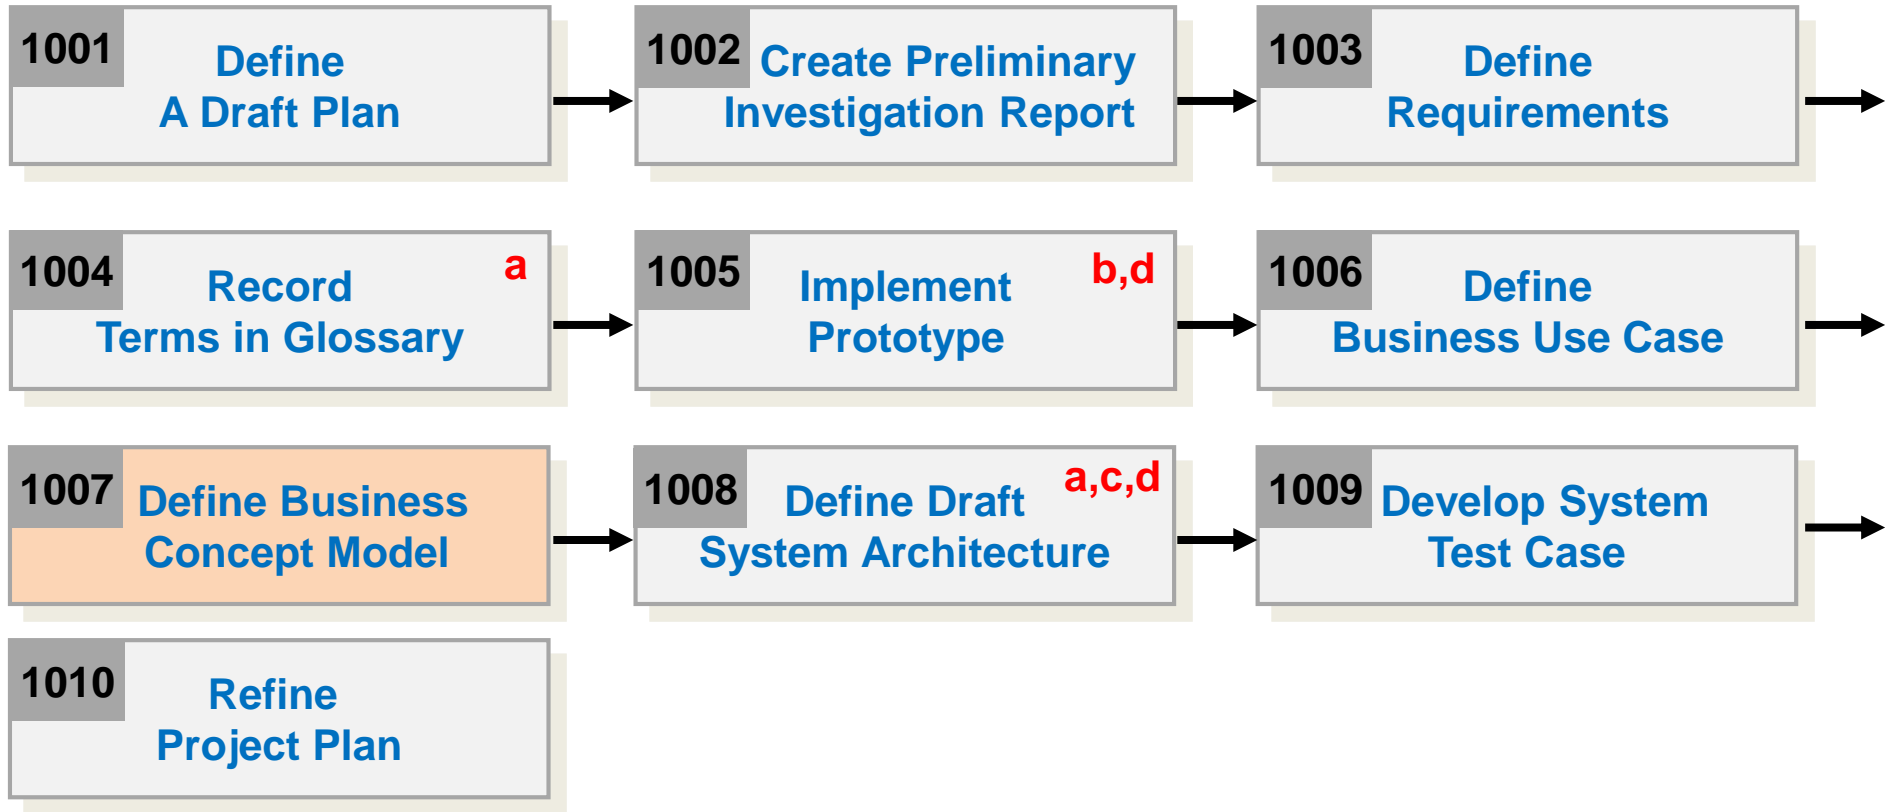 1001
Define
A Draft Plan
1002
Create Preliminary
Investigation Report
1003
Define
Requirements
1004
a
Record
Terms in Glossary
1005
b,d
Implement
Prototype
1006
Define
Business Use Case
1007
Define Business
Concept Model
1008
a,c,d
Define Draft
System Architecture
1009
Develop System
Test Case
1010
Refine
Project Plan